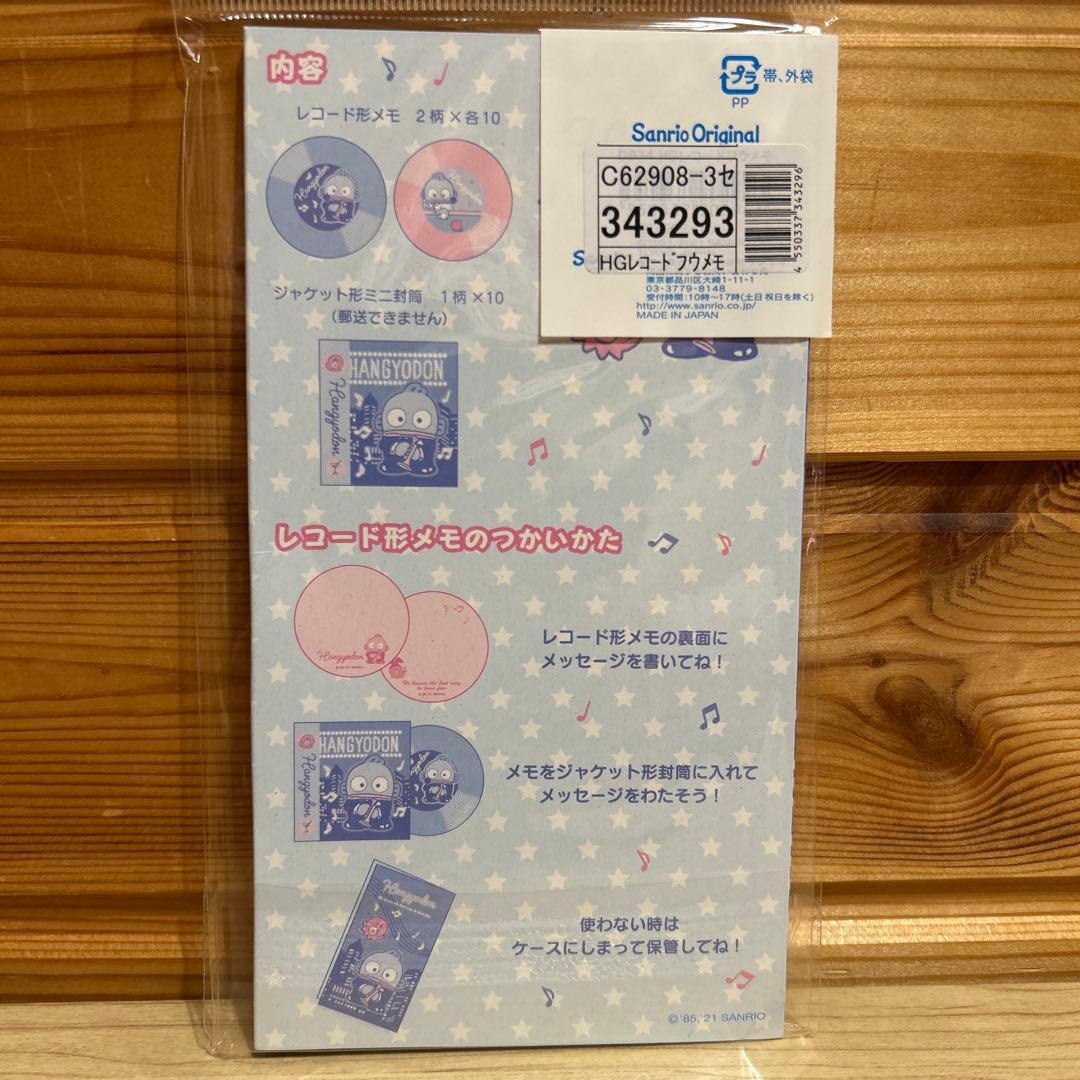 内容
レコード形メモ 2柄×各10
Hangyodon
ジャケット形ミニ封筒 1柄×10
(郵送できません)
HANGYODON
Hangyodon
プラ 帯、外袋
PP
Sanrio Original
C62908-3セ
343293
HGレコードフウメモ
4 550337 343296
東京都品川区大崎1-11-1
03-3779-8148
受付時間:10時～17時(土日祝日を除く)
http://www.sanrio.co.jp/
MADE IN JAPAN
レコード形メモのつかいかた
Hangyodon
He knows the best way
to have fun.
レコード形メモの裏面に
メッセージを書いてね!
HANGYODON
Hangyodon
メモをジャケット形封筒に入れて
メッセージをわたそう!
Hangyodon
使わない時は
ケースにしまって保管してね!
©'85,'21 SANRIO